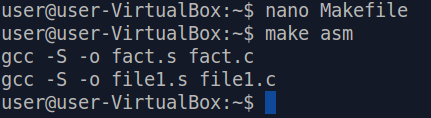 user@user-VirtualBox:~$ nano Makefile
user@user-VirtualBox:~$ make asm
gcc -S -o fact.s fact.c
gcc -S -o file1.s file1.c
user@user-VirtualBox:~$